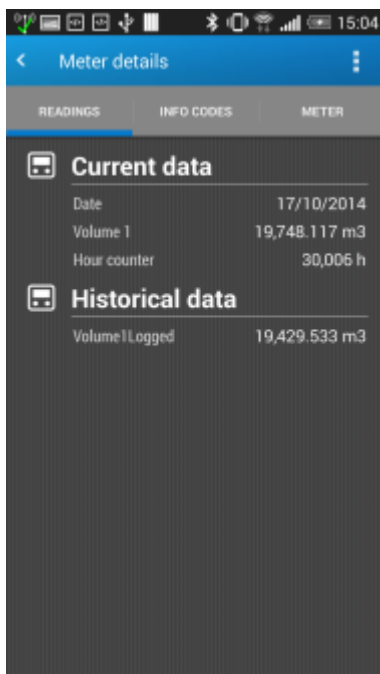 15:04
Meter details
READINGS INFO CODES METER
Current data
Date 17/10/2014
Volume 1 19,748.117 m3
Hour counter 30,006 h
Historical data
Volume1Logged 19,429.533 m3